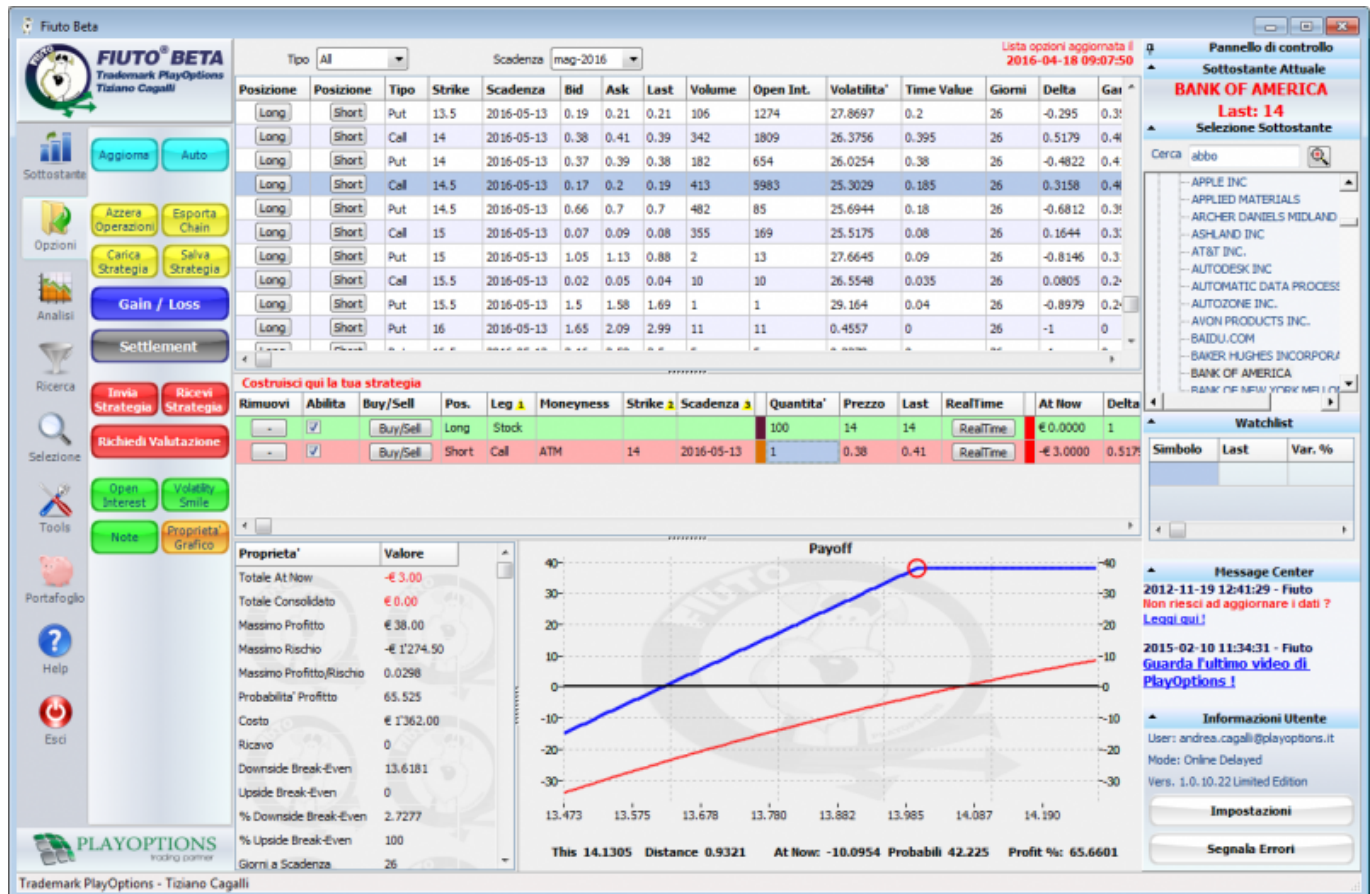 Fiuto Beta
FIUTO® BETA
Trademark PlayOptions
Tiziano Cagalli
Sottostante
Opzioni
Analisi
Ricerca
Selezione
Tools
Portafoglio
Help
Esci
Aggiorna Auto
Azzera Operazioni Esporta Chain
Carica Strategia Salva Strategia
Gain / Loss
Settlement
Invia Strategia Ricevi Strategia
Richiedi Valutazione
Open Interest Volatility Smile
Note Proprieta' Grafico
PLAYOPTIONS
trading partner
Tipo All Scadenza mag-2016
Lista opzioni aggiornata il
2016-04-18 09:07:50
Posizione Posizione Tipo Strike Scadenza Bid Ask Last Volume Open Int. Volatilita' Time Value Giorni Delta
Long Short Put 13.5 2016-05-13 0.19 0.21 0.21 106 1274 27.8697 0.2 26 -0.295
Long Short Call 14 2016-05-13 0.38 0.41 0.39 342 1809 26.3756 0.395 26 0.5179
Long Short Put 14 2016-05-13 0.37 0.39 0.38 182 654 26.0254 0.38 26 -0.4822
Long Short Call 14.5 2016-05-13 0.17 0.2 0.19 413 5983 25.3029 0.185 26 0.3158
Long Short Put 14.5 2016-05-13 0.66 0.7 0.7 482 85 25.6944 0.18 26 -0.6812
Long Short Call 15 2016-05-13 0.07 0.09 0.08 355 169 25.5175 0.08 26 0.1644
Long Short Put 15 2016-05-13 1.05 1.13 0.88 2 13 27.6645 0.09 26 -0.8146
Long Short Call 15.5 2016-05-13 0.02 0.05 0.04 10 10 26.5548 0.035 26 0.0805
Long Short Put 15.5 2016-05-13 1.5 1.58 1.69 1 1 29.164 0.04 26 -0.8979
Long Short Put 16 2016-05-13 1.65 2.09 2.99 11 11 0.4557 0 26 -1 0
Costruisci qui la tua strategia
Rimuovi Abilita Buy/Sell Pos. Leg 1 Moneyness Strike 2 Scadenza 3 Quantita' Prezzo Last RealTime At Now Delta
- Buy/Sell Long Stock 100 14 14 RealTime € 0.0000 1
- Buy/Sell Short Call ATM 14 2016-05-13 1 0.38 0.41 RealTime -€ 3.0000 0.517
Proprieta' Valore
Totale At Now -€ 3.00
Totale Consolidato € 0.00
Massimo Profitto € 38.00
Massimo Rischio -€ 1'274.50
Massimo Profitto/Rischio 0.0298
Probabilita' Profitto 65.525
Costo € 1'362.00
Ricavo 0
Downside Break-Even 13.6181
Upside Break-Even 0
% Downside Break-Even 2.7277
% Upside Break-Even 100
Giorni a Scadenza 26
Payoff
40 40
30 30
20 20
10 10
0 0
-10 -10
-20 -20
-30 -30
13.473 13.575 13.678 13.780 13.882 13.985 14.087 14.190
This 14.1305 Distance 0.9321 At Now: -10.0954 Probabili 42.225 Profit %: 65.6601
Pannello di controllo
Sottostante Attuale
BANK OF AMERICA
Last: 14
Selezione Sottostante
Cerca abbo
APPLE INC
APPLIED MATERIALS
ARCHER DANIELS MIDLAND
ASHLAND INC
AT&T INC.
AUTODESK INC
AUTOMATIC DATA PROCESS
AUTOZONE INC.
AVON PRODUCTS INC.
BAIDU.COM
BAKER HUGHES INCORPORA
BANK OF AMERICA
BANK OF NEW YORK MELLO
Watchlist
Simbolo Last Var. %
Message Center
2012-11-19 12:41:29 - Fiuto
Non riesci ad aggiornare i dati ?
Leggi qui !
2015-02-10 11:34:31 - Fiuto
Guarda l'ultimo video di
PlayOptions !
Informazioni Utente
User: andrea.cagalli@playoptions.it
Mode: Online Delayed
Vers. 1.0.10.22 Limited Edition
Impostazioni
Segnala Errori
Trademark PlayOptions - Tiziano Cagalli